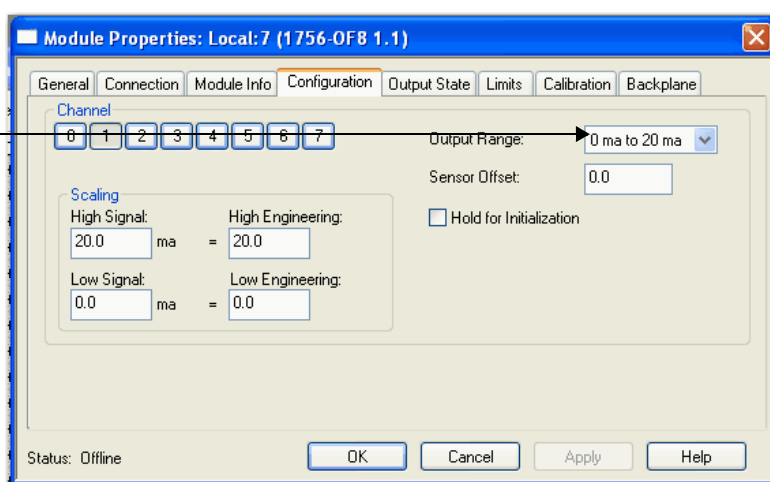 Module Properties: Local:7 (1756-OF8 1.1)
General Connection Module Info Configuration Output State Limits Calibration Backplane
Channel
0 1 2 3 4 5 6 7
Output Range: 0 ma to 20 ma
Sensor Offset: 0.0
Hold for Initialization
Scaling
High Signal: High Engineering:
20.0 ma = 20.0
Low Signal: Low Engineering:
0.0 ma = 0.0
Status: Offline OK Cancel Apply Help